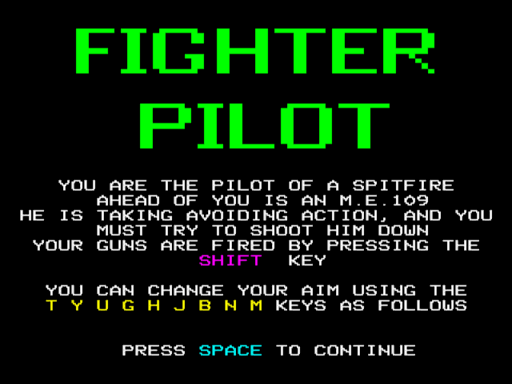 FIGHTER
PILOT
YOU ARE THE PILOT OF A SPITFIRE
AHEAD OF YOU IS AN M.E.109
HE IS TAKING AVOIDING ACTION, AND YOU
MUST TRY TO SHOOT HIM DOWN
YOUR GUNS ARE FIRED BY PRESSING THE
SHIFT KEY
YOU CAN CHANGE YOUR AIM USING THE
T Y U G H J B N M KEYS AS FOLLOWS
PRESS SPACE TO CONTINUE